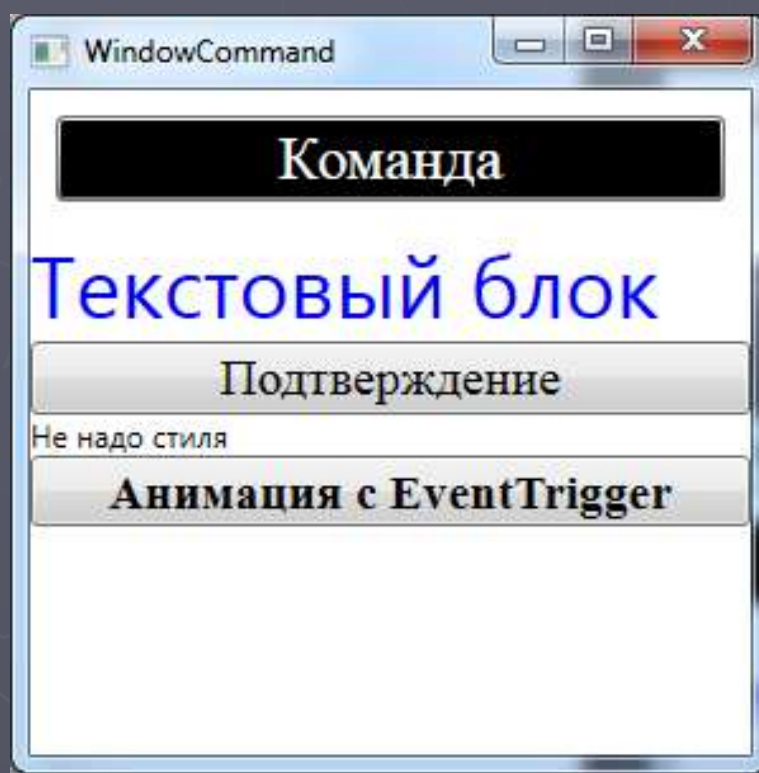 WindowCommand
Команда
Текстовый блок
Подтверждение
Не надо стиля
Анимация с EventTrigger